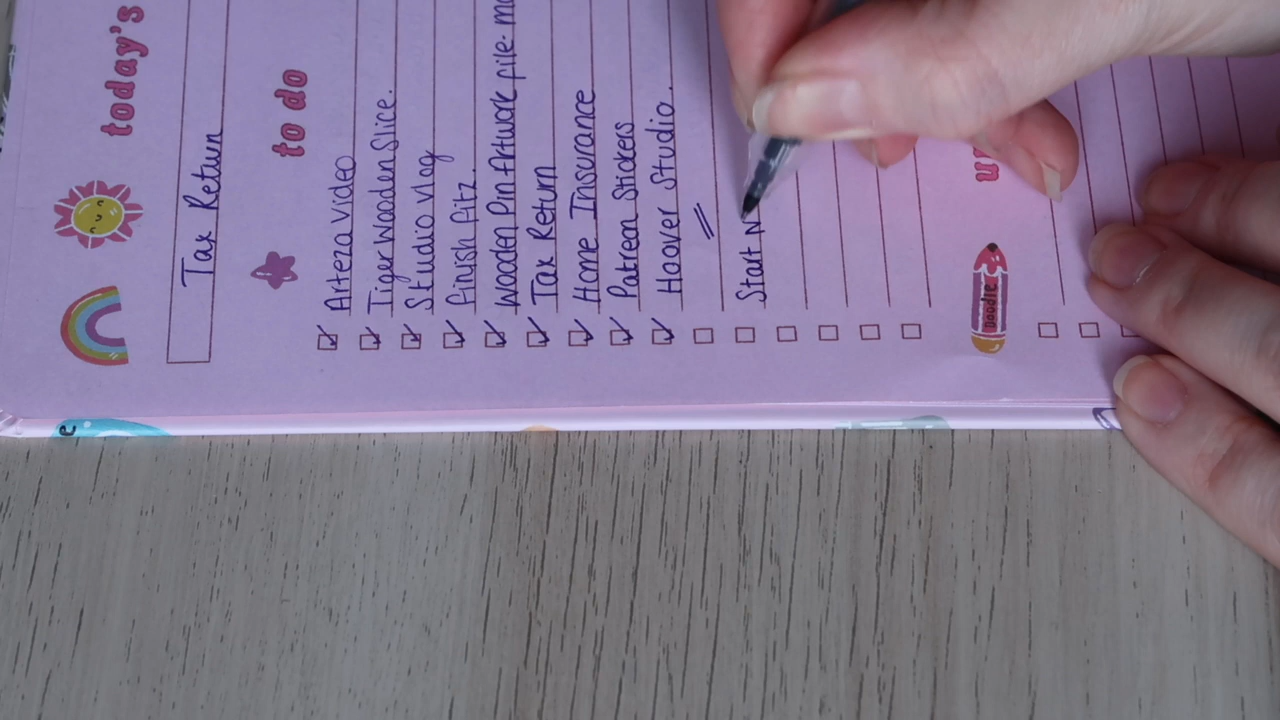 today's
Tax Return
to do
Arteza Video
Tiger Wooden Slice.
Studio Vlog
Finish Fitz.
Wooden Pin Artwork file-
Tax Return
Home Insurance
Patreon Stickers
Hoover Studio.
Start N
DOODLE